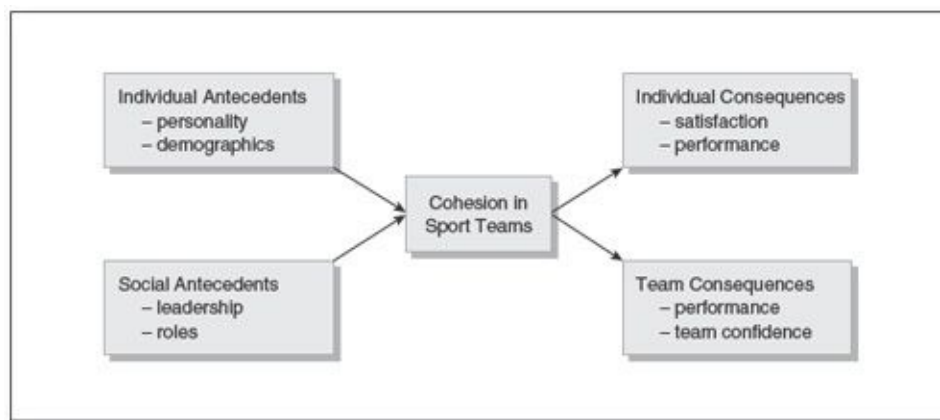 Individual Antecedents
– personality
– demographics
Social Antecedents
– leadership
– roles
Cohesion in
Sport Teams
Individual Consequences
– satisfaction
– performance
Team Consequences
– performance
– team confidence